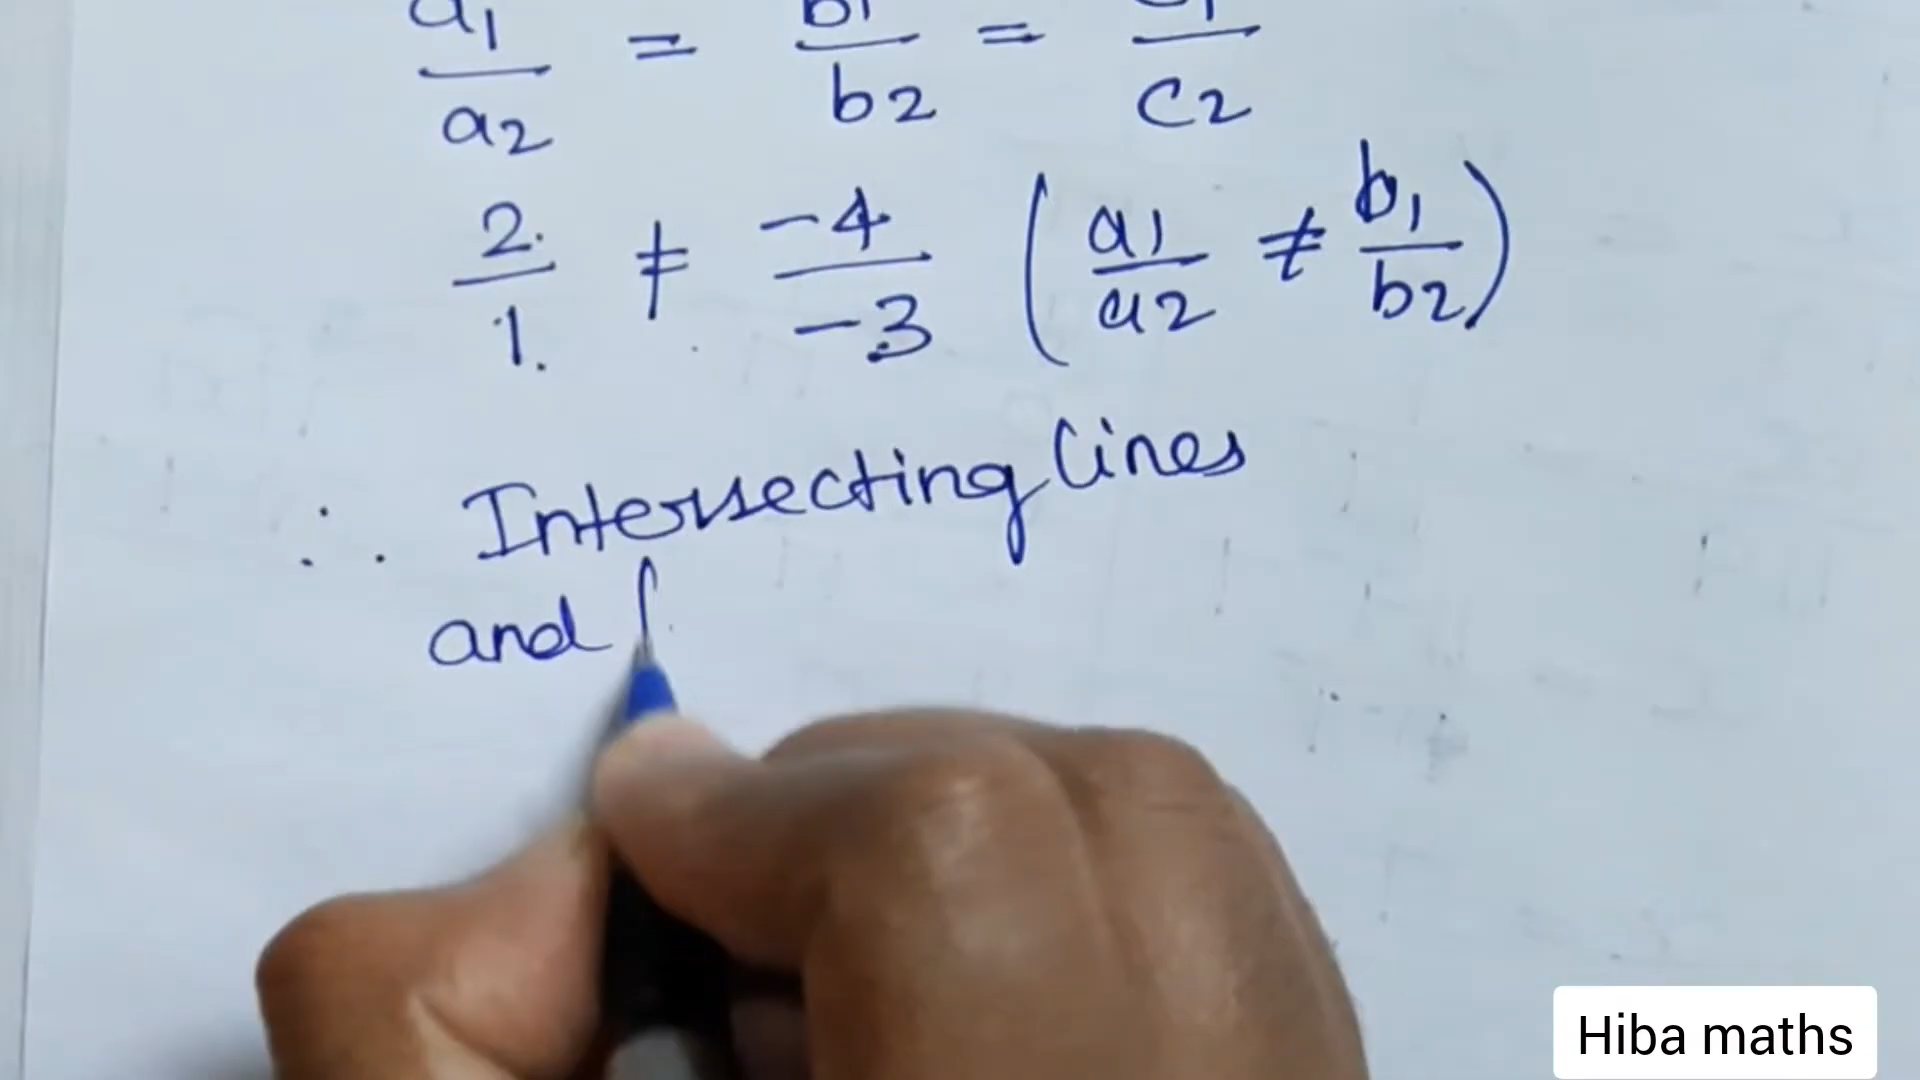 a1/a2 = b1/b2 = c1/c2
2/1 ≠ -4/-3 (a1/a2 ≠ b1/b2)
∴ Intersecting lines
and
Hiba maths